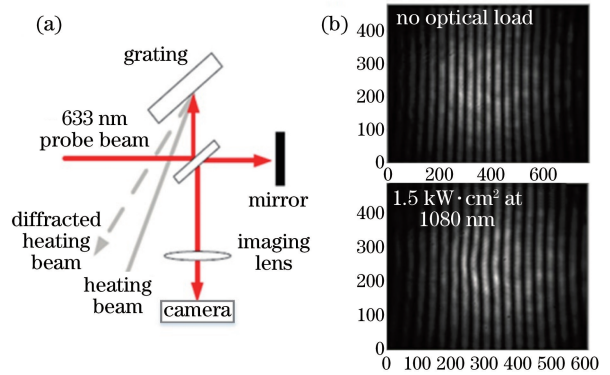 (a)
grating
633 nm
probe beam
mirror
diffracted
heating
beam
heating
beam
imaging
lens
camera
(b)
no optical load
400
300
200
100
0
0 200 400 600
1.5 kW·cm² at
1080 nm
400
300
200
100
0
0 100 200 300 400 500 600